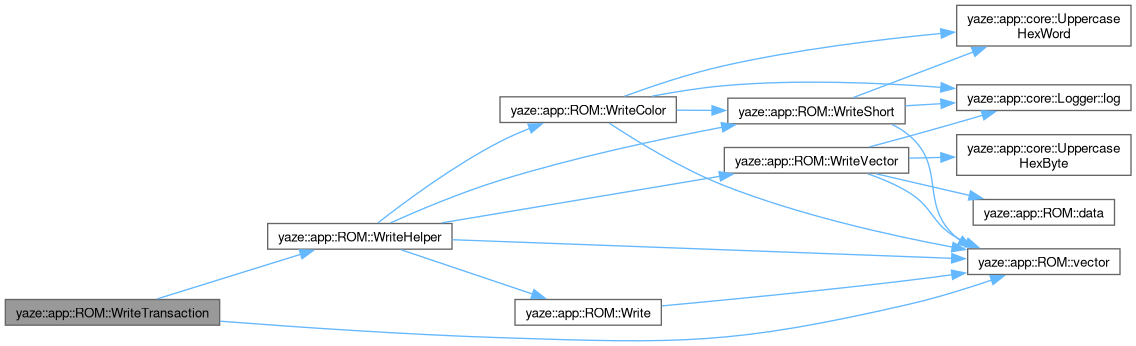 yaze::app::core::Uppercase
HexWord
yaze::app::ROM::WriteColor
yaze::app::core::Logger::log
yaze::app::ROM::WriteShort
yaze::app::core::Uppercase
HexByte
yaze::app::ROM::WriteVector
yaze::app::ROM::data
yaze::app::ROM::WriteHelper
yaze::app::ROM::vector
yaze::app::ROM::WriteTransaction
yaze::app::ROM::Write